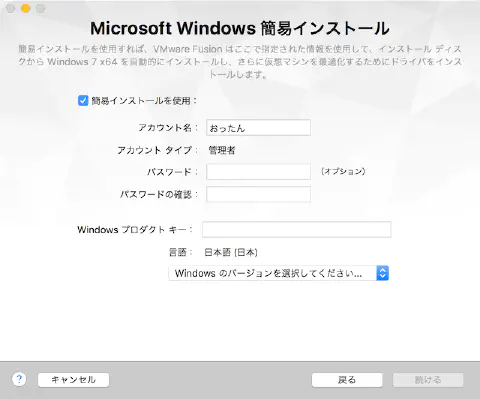 Microsoft Windows 簡易インストール
簡易インストールを使用すれば、VMware Fusion はここで指定された情報を使用して、インストール ディス
クから Windows 7 x64 を自動的にインストールし、さらに仮想マシンを最適化するためにドライバをインス
トールします。
簡易インストールを使用：
アカウント名： おったん
アカウント タイプ： 管理者
パスワード： （オプション）
パスワードの確認：
Windows プロダクト キー：
言語： 日本語 (日本)
Windows のバージョンを選択してください...
? キャンセル 戻る 続ける